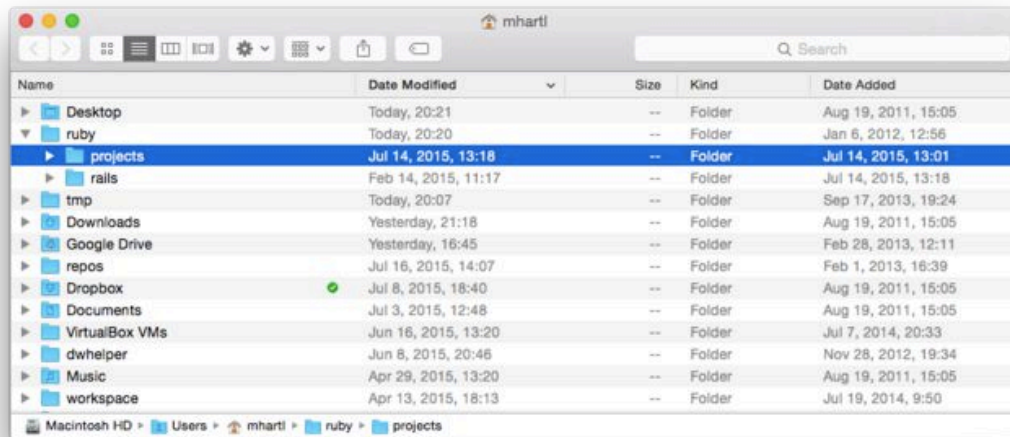 mhartl
Search
Name Date Modified Size Kind Date Added
Desktop Today, 20:21 -- Folder Aug 19, 2011, 15:05
ruby Today, 20:20 -- Folder Jan 6, 2012, 12:56
projects Jul 14, 2015, 13:18 -- Folder Jul 14, 2015, 13:01
rails Feb 14, 2015, 11:17 -- Folder Jul 14, 2015, 13:18
tmp Today, 20:07 -- Folder Sep 17, 2013, 19:24
Downloads Yesterday, 21:18 -- Folder Aug 19, 2011, 15:05
Google Drive Yesterday, 16:45 -- Folder Feb 28, 2013, 12:11
repos Jul 16, 2015, 14:07 -- Folder Feb 1, 2013, 16:39
Dropbox Jul 8, 2015, 18:40 -- Folder Aug 19, 2011, 15:05
Documents Jul 3, 2015, 12:48 -- Folder Aug 19, 2011, 15:05
VirtualBox VMs Jun 16, 2015, 13:20 -- Folder Jul 7, 2014, 20:33
dwhelper Jun 8, 2015, 20:46 -- Folder Nov 28, 2012, 19:34
Music Apr 29, 2015, 13:20 -- Folder Aug 19, 2011, 15:05
workspace Apr 13, 2015, 18:13 -- Folder Jul 19, 2014, 9:50
Macintosh HD Users mhartl ruby projects